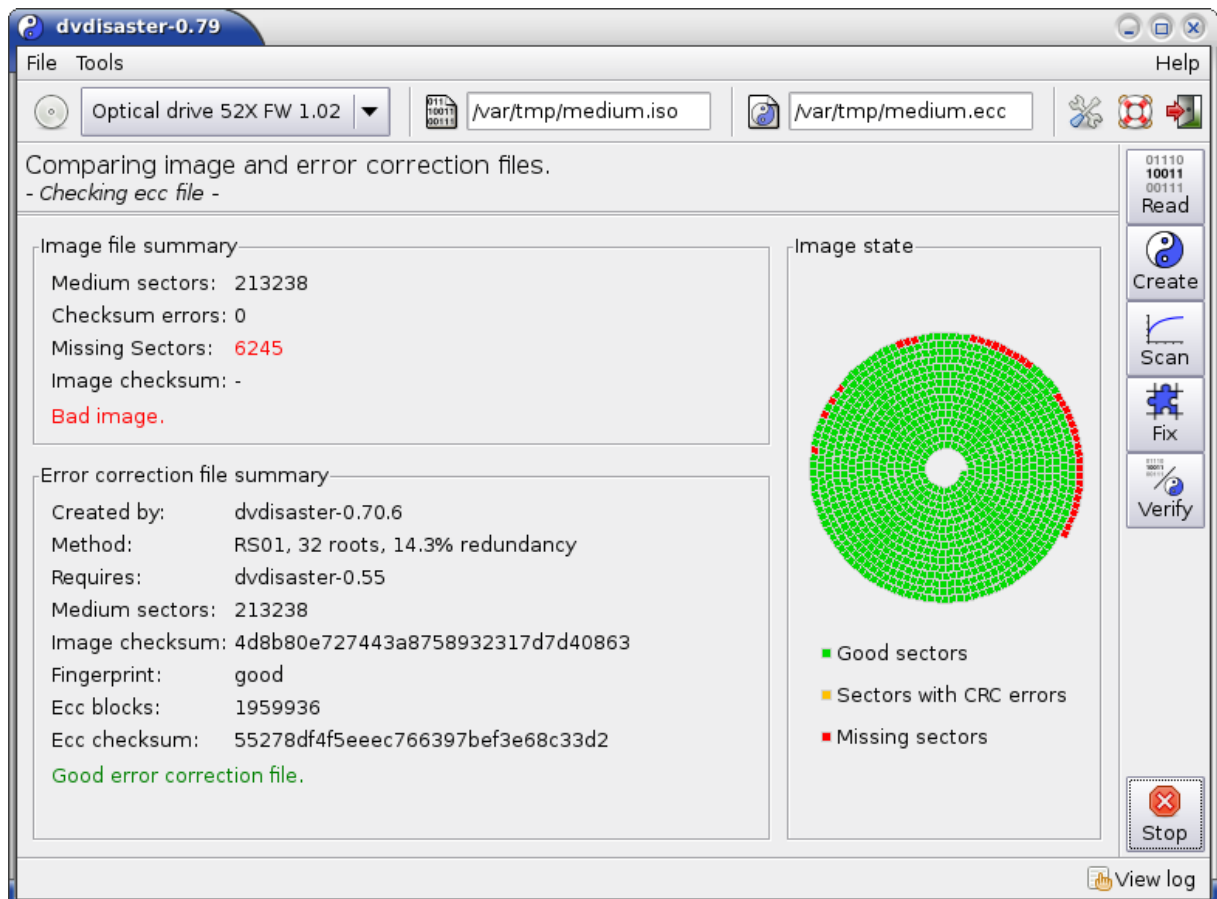 dvdisaster-0.79
File Tools Help
Optical drive 52X FW 1.02 /var/tmp/medium.iso /var/tmp/medium.ecc
Comparing image and error correction files.
- Checking ecc file -
Image file summary
Medium sectors: 213238
Checksum errors: 0
Missing Sectors: 6245
Image checksum: -
Bad image.
Error correction file summary
Created by: dvdisaster-0.70.6
Method: RS01, 32 roots, 14.3% redundancy
Requires: dvdisaster-0.55
Medium sectors: 213238
Image checksum: 4d8b80e727443a8758932317d7d40863
Fingerprint: good
Ecc blocks: 1959936
Ecc checksum: 55278df4f5eeec766397bef3e68c33d2
Good error correction file.
Image state
Good sectors
Sectors with CRC errors
Missing sectors
01110
10011
00111
Read
Create
Scan
Fix
Verify
Stop
View log